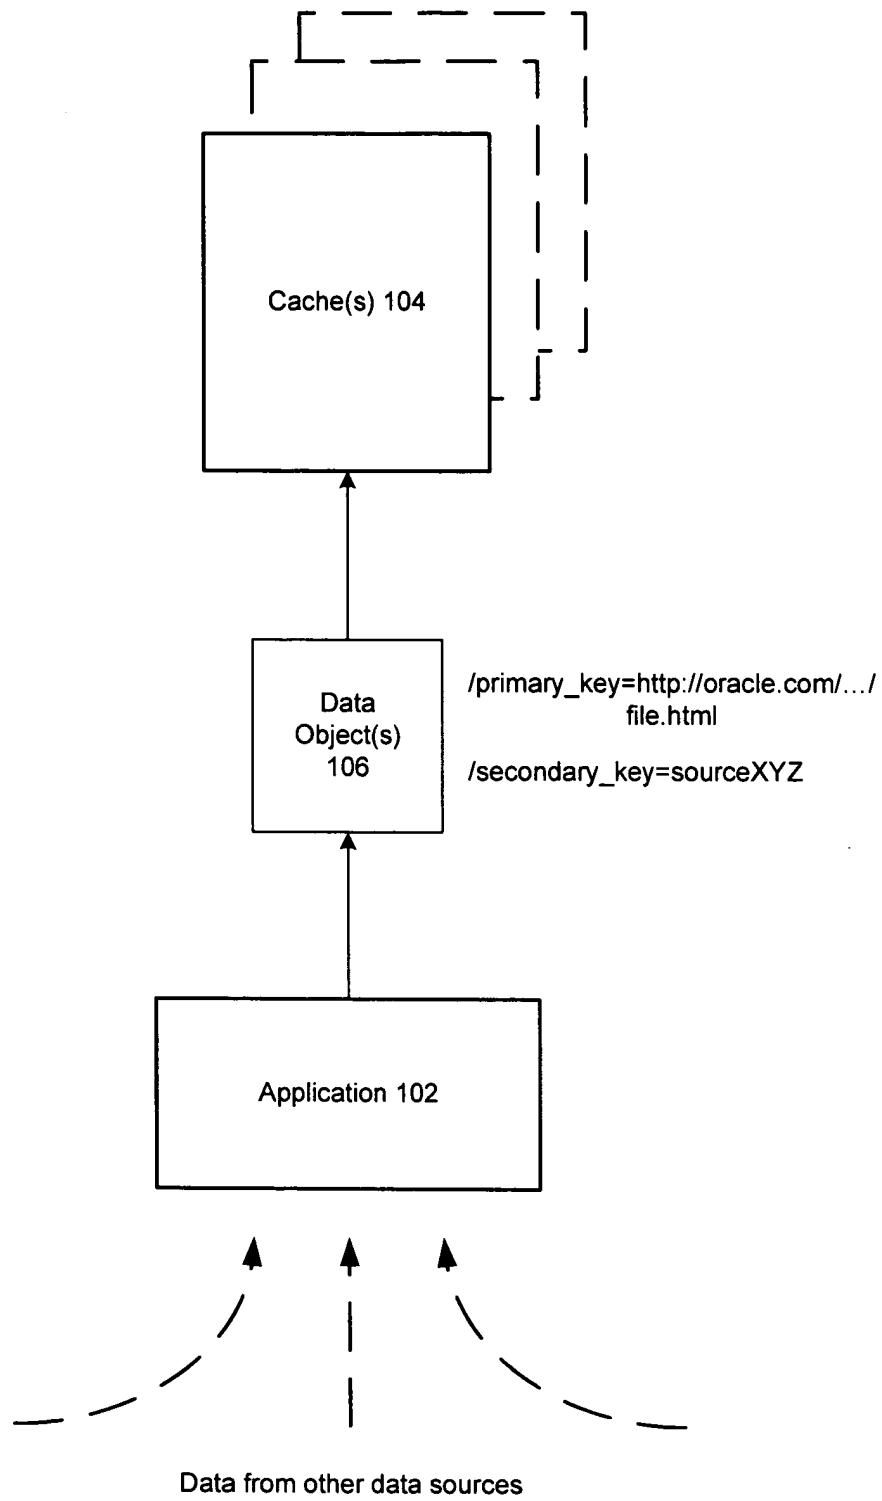 Cache(s) 104
Data
Object(s)
106
/primary_key=http://oracle.com/.../
file.html
/secondary_key=sourceXYZ
Application 102
Data from other data sources